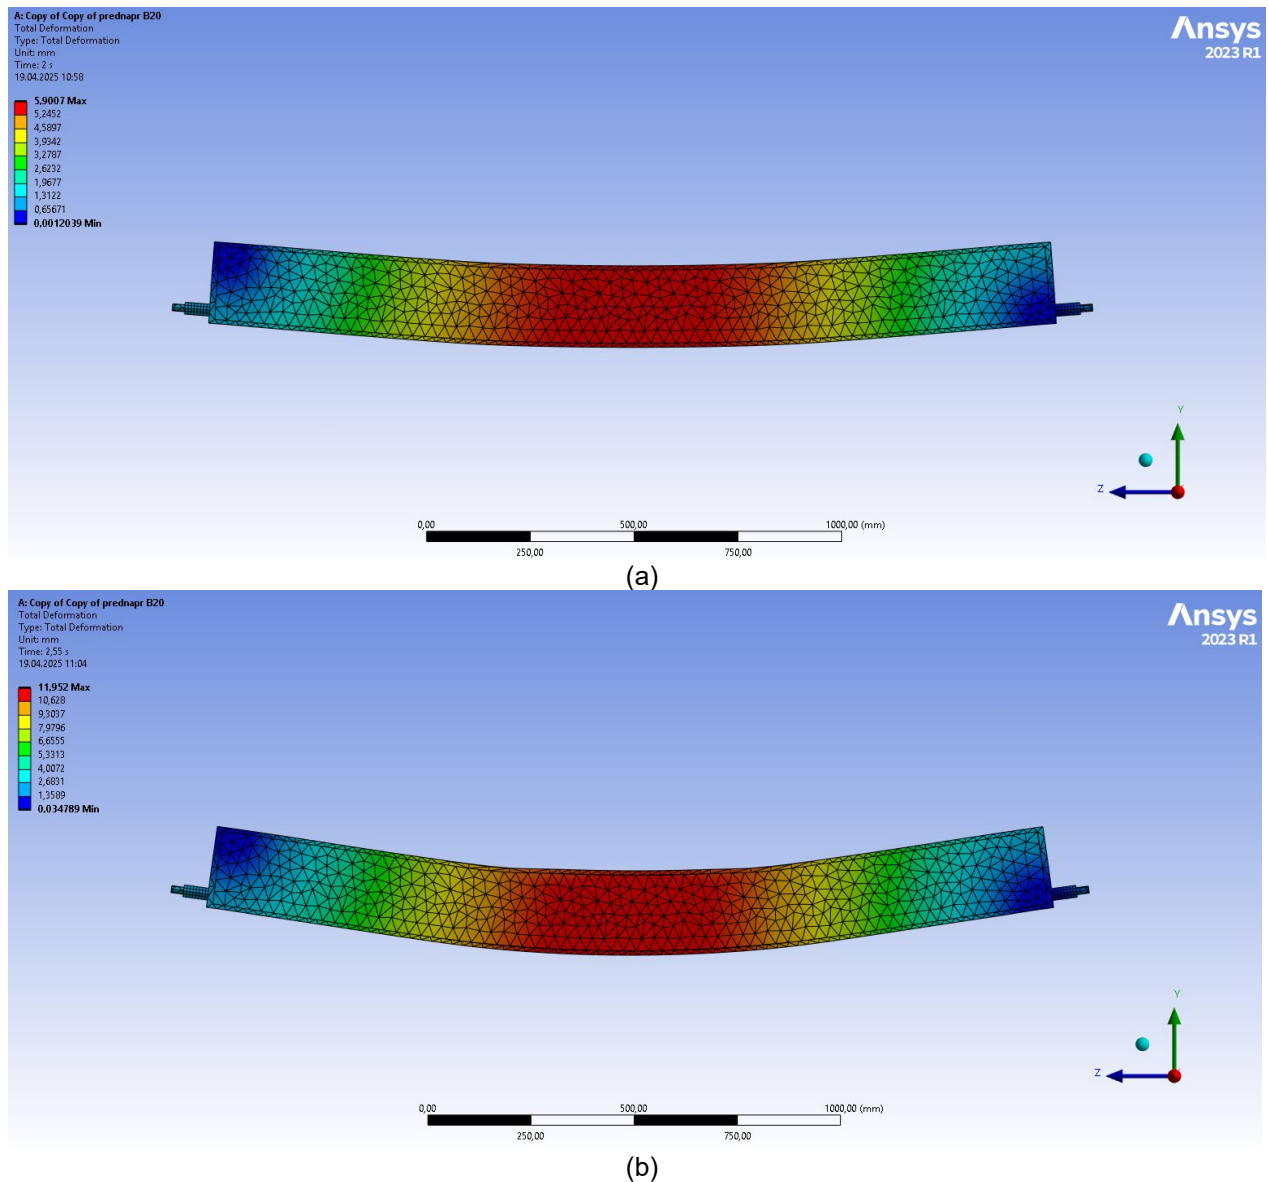 A: Copy of Copy of prednapr B20
Total Deformation
Type: Total Deformation
Unit: mm
Time: 2 s
19.04.2025 10:58
Ansys
2023 R1
5,9007 Max
5,2452
4,5897
3,9342
3,2787
2,6232
1,9677
1,3122
0,65671
0,0012039 Min
Y
Z
0,00 500,00 1000,00 (mm)
250,00 750,00
(a)
A: Copy of Copy of prednapr B20
Total Deformation
Type: Total Deformation
Unit: mm
Time: 2,55 s
19.04.2025 11:04
Ansys
2023 R1
11,952 Max
10,628
9,3037
7,9796
6,6555
5,3313
4,0072
2,6831
1,3589
0,034789 Min
Y
Z
0,00 500,00 1000,00 (mm)
250,00 750,00
(b)